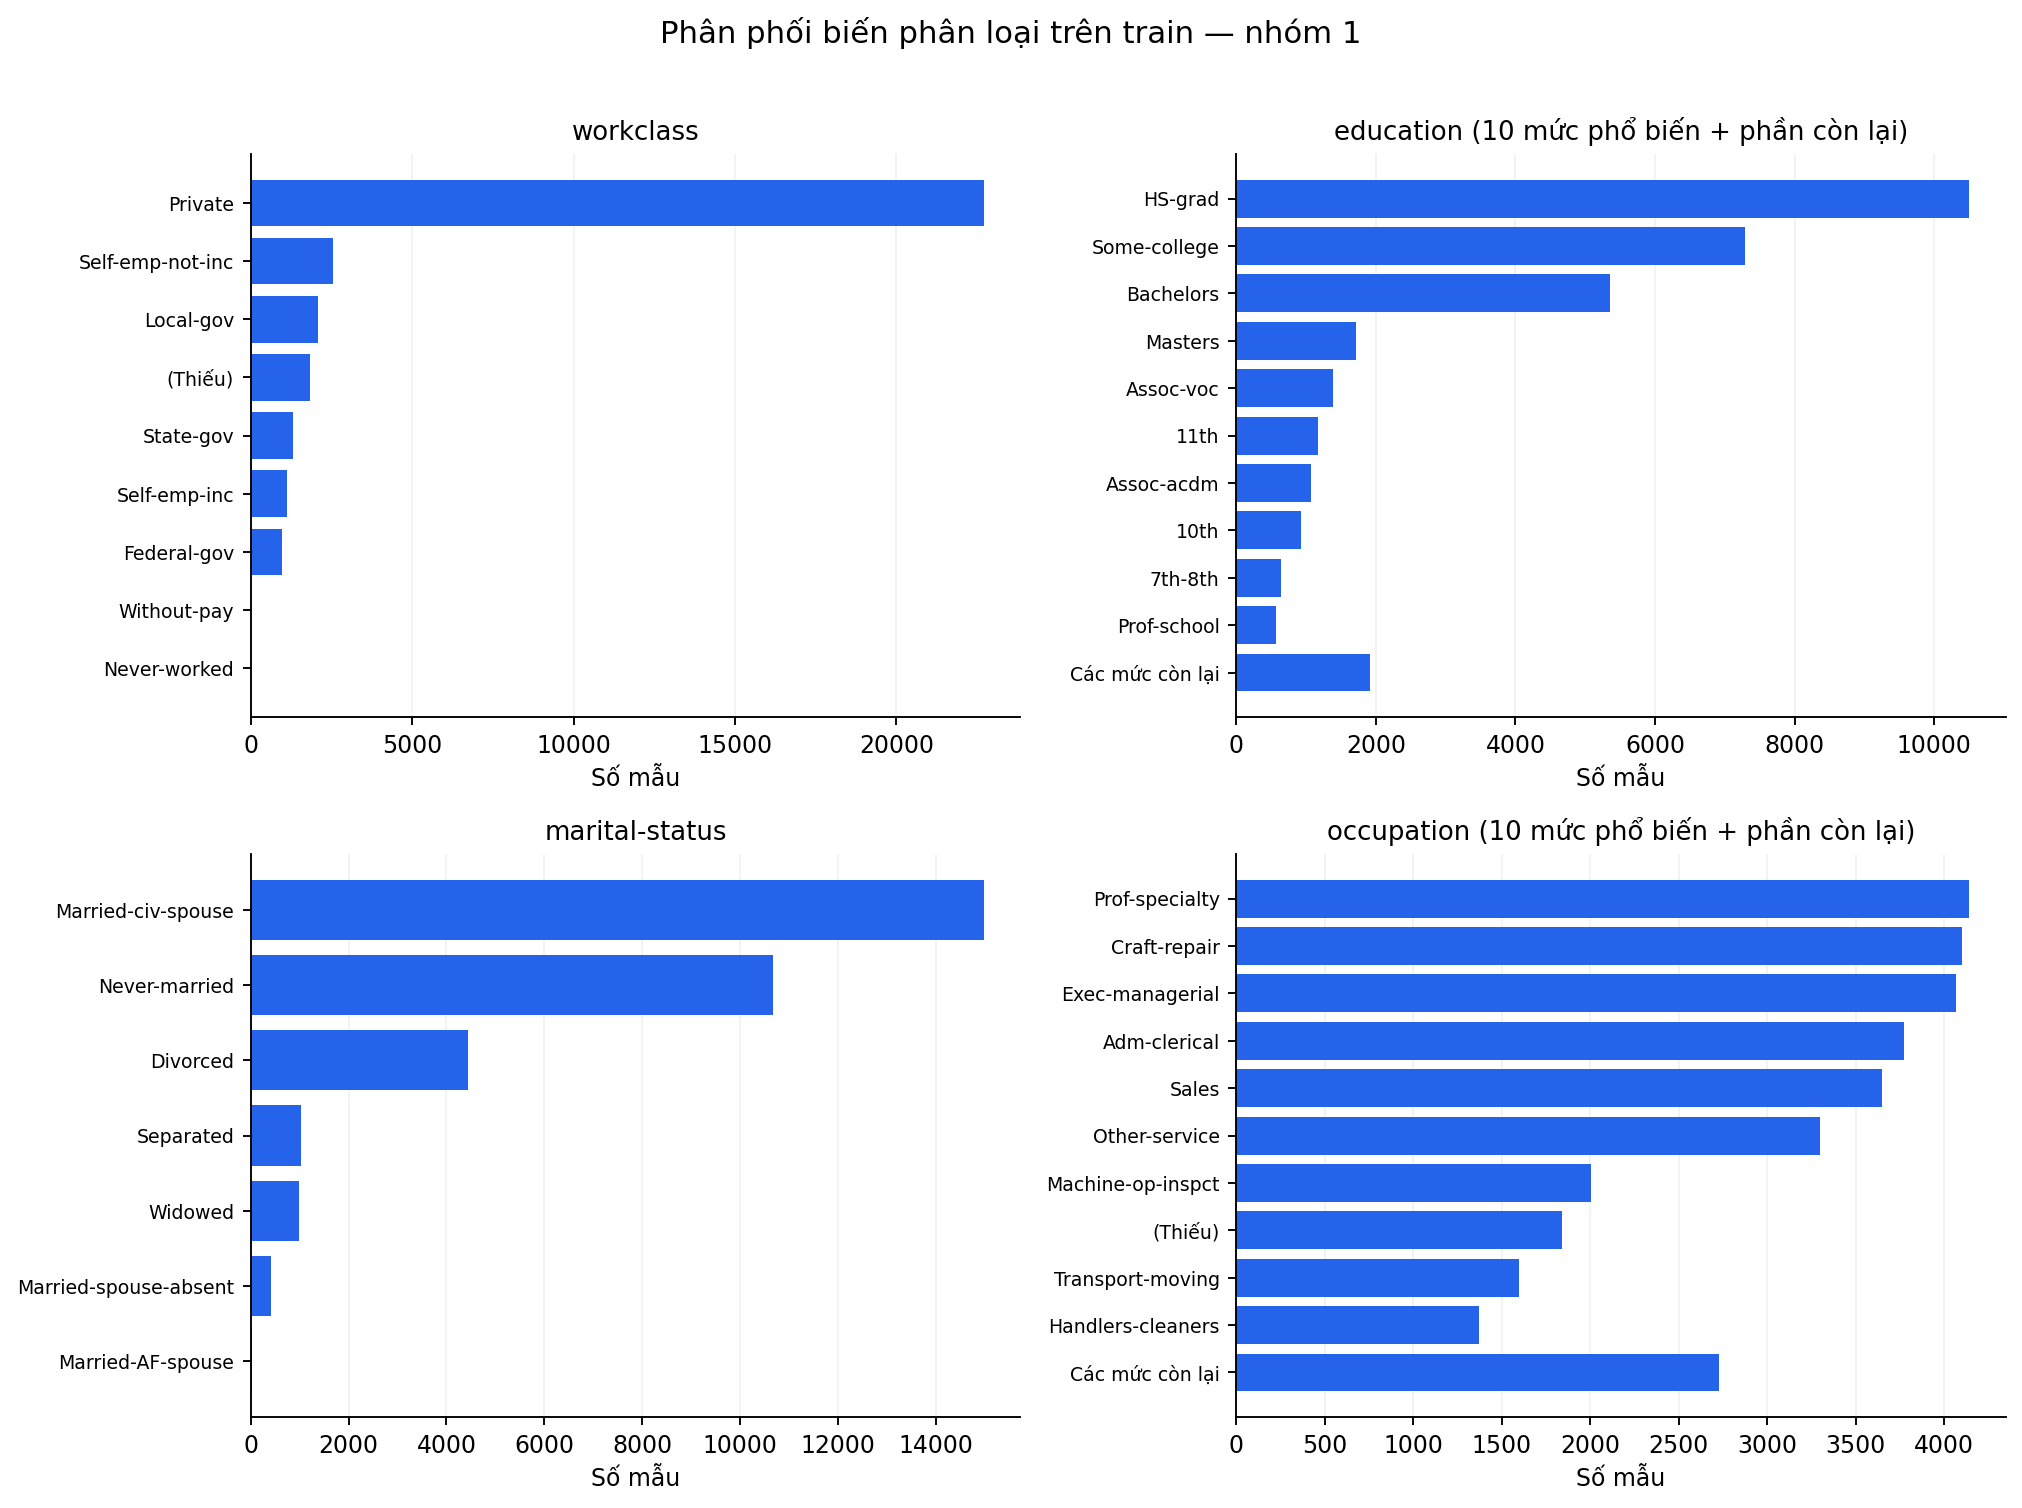 Phân phối biến phân loại trên train — nhóm 1
workclass
Private
Self-emp-not-inc
Local-gov
(Thiếu)
State-gov
Self-emp-inc
Federal-gov
Without-pay
Never-worked
0 5000 10000 15000 20000
Số mẫu
education (10 mức phổ biến + phần còn lại)
HS-grad
Some-college
Bachelors
Masters
Assoc-voc
11th
Assoc-acdm
10th
7th-8th
Prof-school
Các mức còn lại
0 2000 4000 6000 8000 10000
Số mẫu
marital-status
Married-civ-spouse
Never-married
Divorced
Separated
Widowed
Married-spouse-absent
Married-AF-spouse
0 2000 4000 6000 8000 10000 12000 14000
Số mẫu
occupation (10 mức phổ biến + phần còn lại)
Prof-specialty
Craft-repair
Exec-managerial
Adm-clerical
Sales
Other-service
Machine-op-inspct
(Thiếu)
Transport-moving
Handlers-cleaners
Các mức còn lại
0 500 1000 1500 2000 2500 3000 3500 4000
Số mẫu